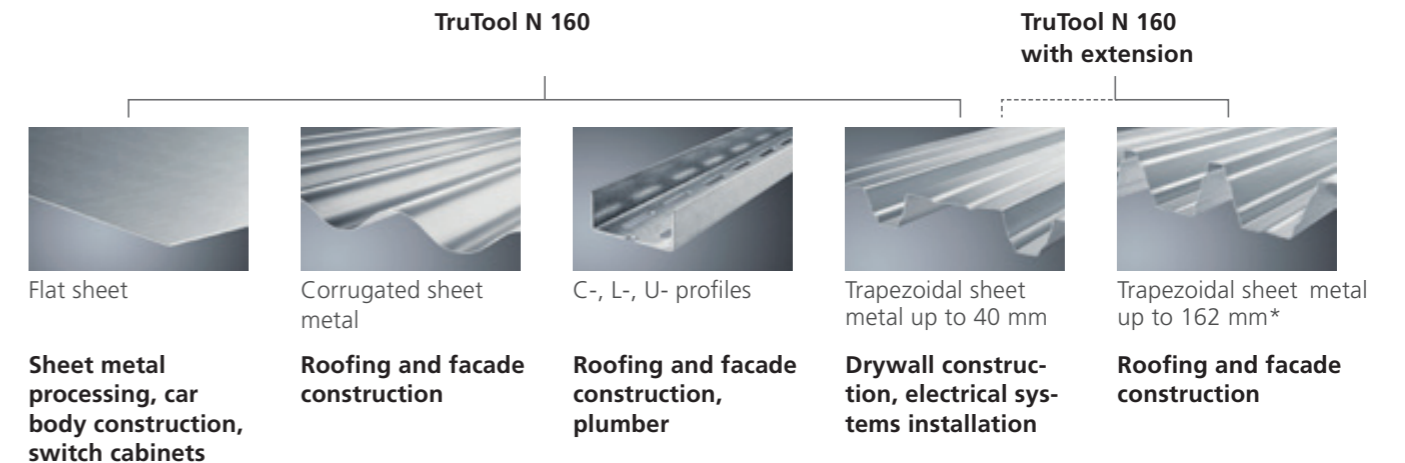 TruTool N 160
TruTool N 160
with extension
Flat sheet
Corrugated sheet
metal
C-, L-, U- profiles
Trapezoidal sheet
metal up to 40 mm
Trapezoidal sheet metal
up to 162 mm*
Sheet metal
processing, car
body construction,
switch cabinets
Roofing and facade
construction
Roofing and facade
construction,
plumber
Drywall construc-
tion, electrical sys-
tems installation
Roofing and facade
construction